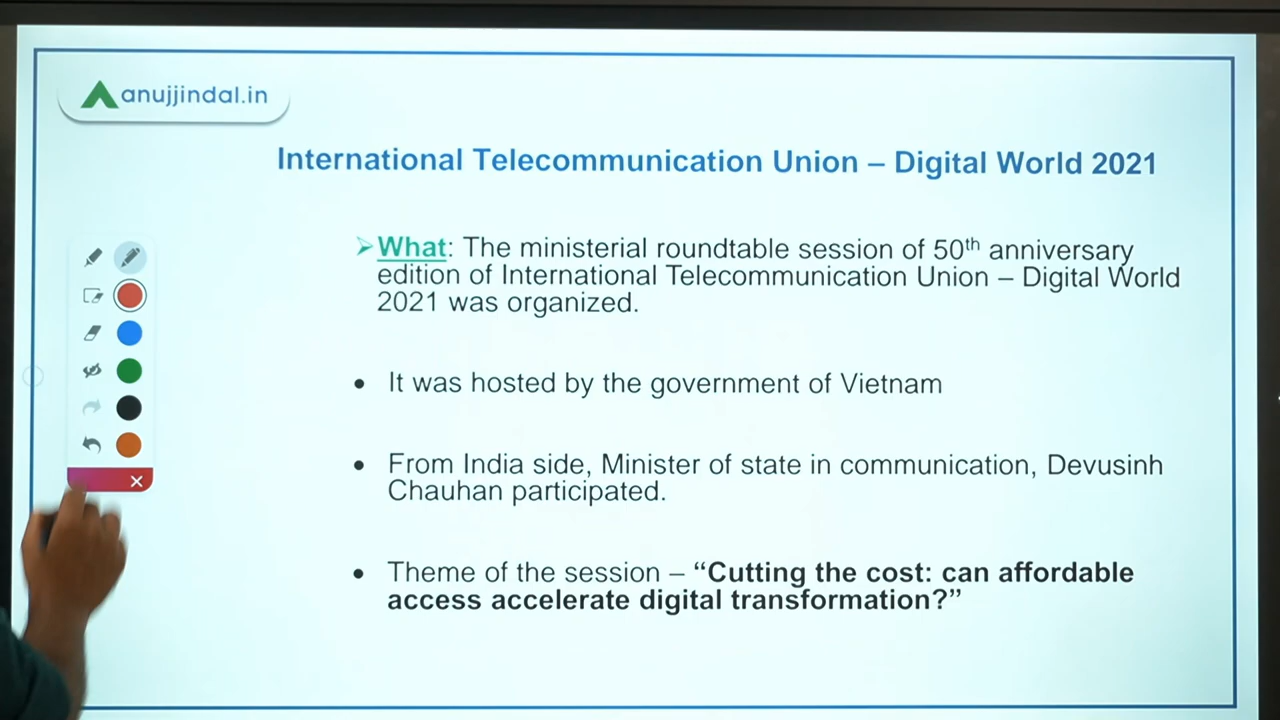 anujjindal.in
International Telecommunication Union – Digital World 2021
What: The ministerial roundtable session of 50th anniversary
edition of International Telecommunication Union – Digital World
2021 was organized.
• It was hosted by the government of Vietnam
• From India side, Minister of state in communication, Devusinh
Chauhan participated.
• Theme of the session – “Cutting the cost: can affordable
access accelerate digital transformation?”